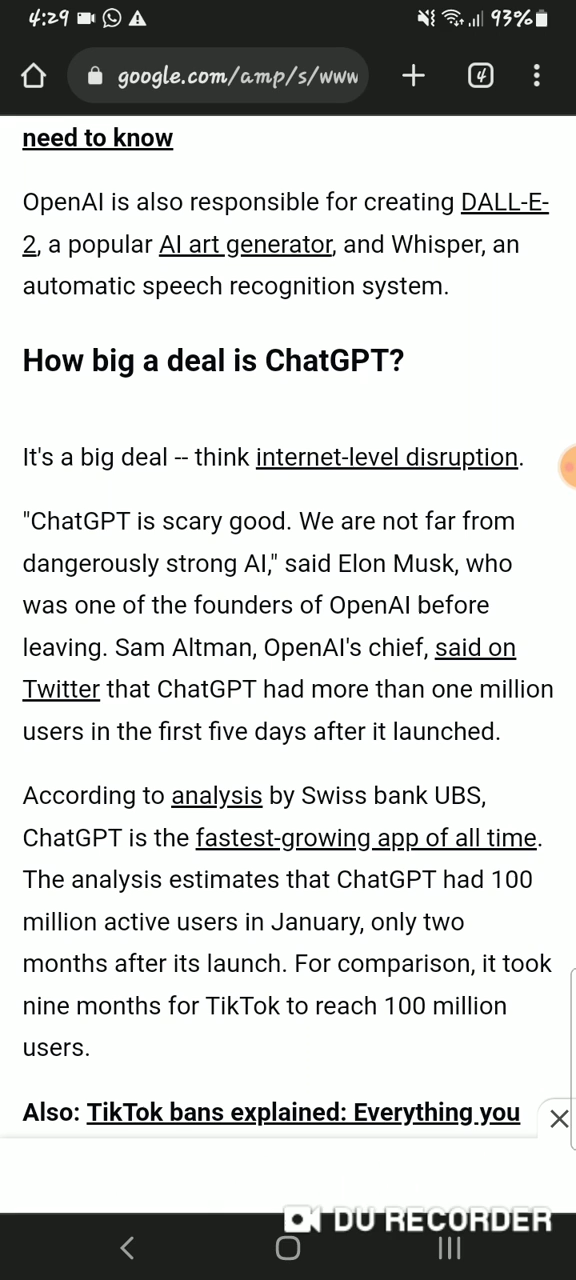 4:29 93%
google.com/amp/s/www
4
need to know
OpenAI is also responsible for creating DALL-E-
2, a popular AI art generator, and Whisper, an
automatic speech recognition system.
How big a deal is ChatGPT?
It's a big deal -- think internet-level disruption.
"ChatGPT is scary good. We are not far from
dangerously strong AI," said Elon Musk, who
was one of the founders of OpenAI before
leaving. Sam Altman, OpenAI's chief, said on
Twitter that ChatGPT had more than one million
users in the first five days after it launched.
According to analysis by Swiss bank UBS,
ChatGPT is the fastest-growing app of all time.
The analysis estimates that ChatGPT had 100
million active users in January, only two
months after its launch. For comparison, it took
nine months for TikTok to reach 100 million
users.
Also: TikTok bans explained: Everything you
DU RECORDER